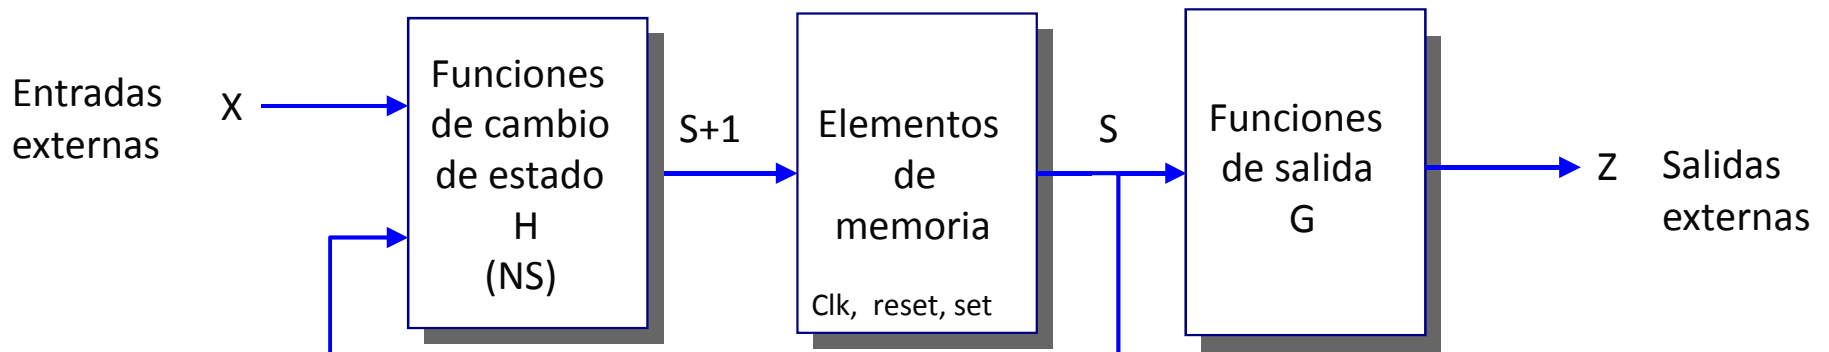 Entradas
externas
X
Funciones
de cambio
de estado
H
(NS)
S+1
Elementos
de
memoria
Clk, reset, set
S
Funciones
de salida
G
Z
Salidas
externas